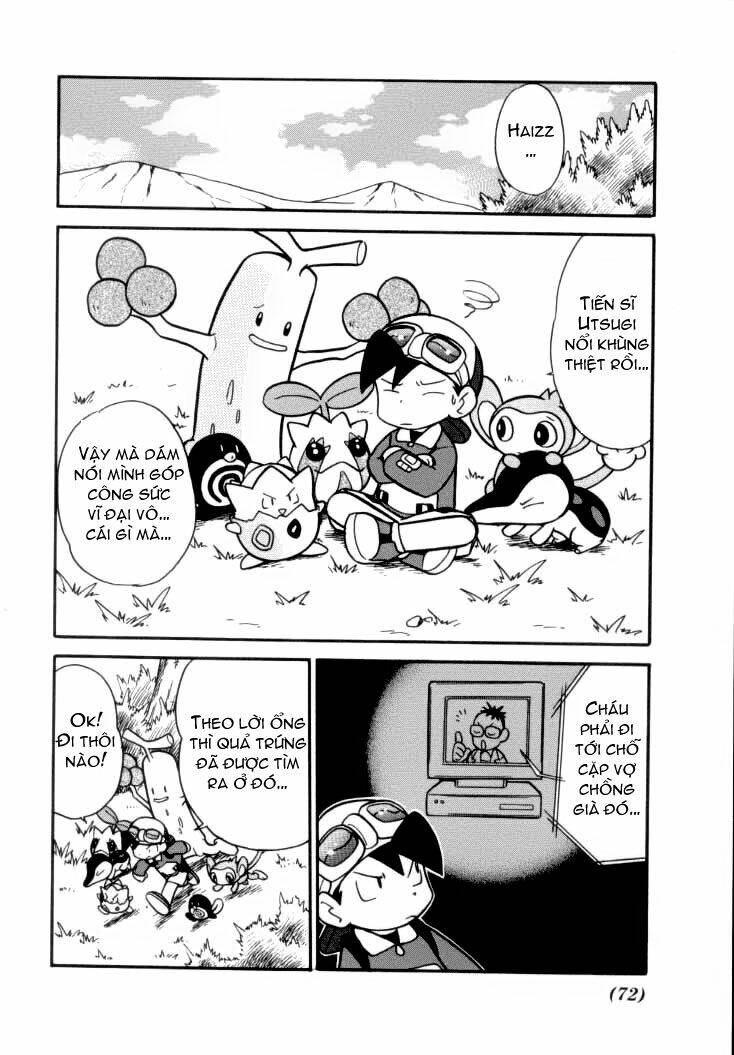 Haizz
...
Tiến sĩ
Utsugi
nổi khùng
thiệt rồi...
Vậy mà dám
nói mình góp
công sức
vĩ đại vô...
cái gì mà...
Cháu
phải đi
tới chỗ
cặp vợ
chồng
già đó...
Theo lời ổng
thì quả trứng
đã được tìm
ra ở đó...
Ok!
Đi thôi
nào!
(72)